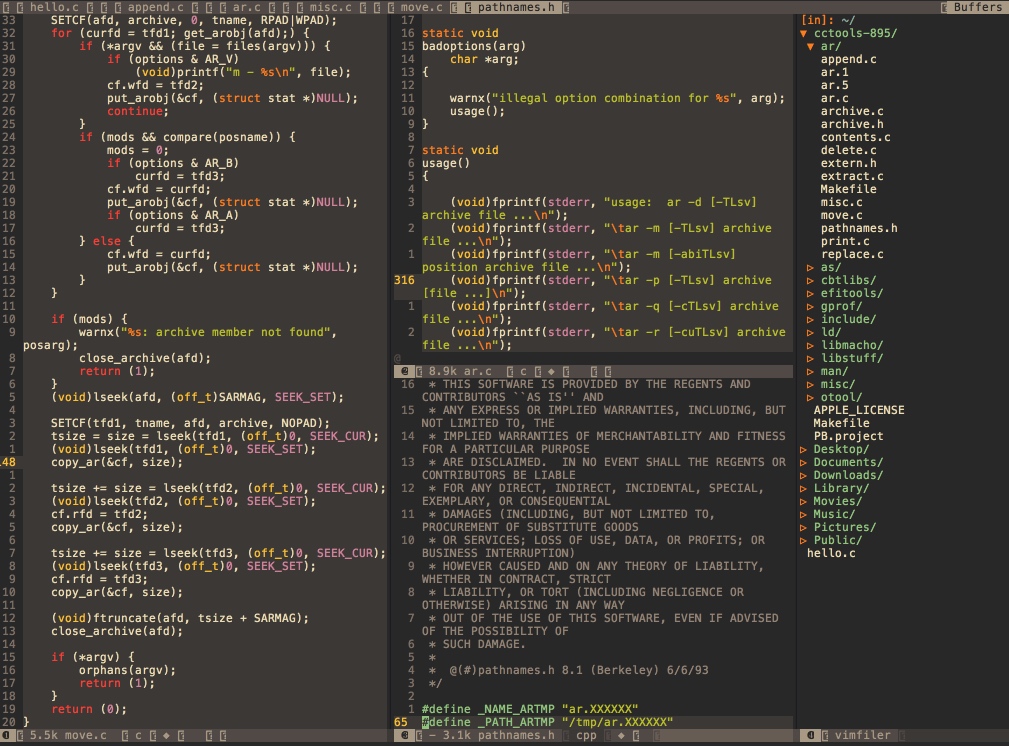 hello.c append.c ar.c misc.c move.c pathnames.h Buffers
33 SETCF(afd, archive, 0, tname, RPAD|WPAD);
32 for (curfd = tfd1; get_arobj(afd);) {
31 if (*argv && (file = files(argv))) {
30 if (options & AR_V)
29 (void)printf("m - %s\n", file);
28 cf.wfd = tfd2;
27 put_arobj(&cf, (struct stat *)NULL);
26 continue;
25 }
24 if (mods && compare(posname)) {
23 mods = 0;
22 if (options & AR_B)
21 curfd = tfd3;
20 cf.wfd = curfd;
19 put_arobj(&cf, (struct stat *)NULL);
18 if (options & AR_A)
17 curfd = tfd3;
16 } else {
15 cf.wfd = curfd;
14 put_arobj(&cf, (struct stat *)NULL);
13 }
12 }
11
10 if (mods) {
9 warnx("%s: archive member not found",
posarg);
8 close_archive(afd);
7 return (1);
6 }
5 (void)lseek(afd, (off_t)SARMAG, SEEK_SET);
4
3 SETCF(tfd1, tname, afd, archive, NOPAD);
2 tsize = size = lseek(tfd1, (off_t)0, SEEK_CUR);
1 (void)lseek(tfd1, (off_t)0, SEEK_SET);
48 copy_ar(&cf, size);
1
2 tsize += size = lseek(tfd2, (off_t)0, SEEK_CUR);
3 (void)lseek(tfd2, (off_t)0, SEEK_SET);
4 cf.rfd = tfd2;
5 copy_ar(&cf, size);
6
7 tsize += size = lseek(tfd3, (off_t)0, SEEK_CUR);
8 (void)lseek(tfd3, (off_t)0, SEEK_SET);
9 cf.rfd = tfd3;
10 copy_ar(&cf, size);
11
12 (void)ftruncate(afd, tsize + SARMAG);
13 close_archive(afd);
14
15 if (*argv) {
16 orphans(argv);
17 return (1);
18 }
19 return (0);
20 }
5.5k move.c c ◆
17
16 static void
15 badoptions(arg)
14 char *arg;
13 {
12
11 warnx("illegal option combination for %s", arg);
10 usage();
9 }
8
7 static void
6 usage()
5 {
4
3 (void)fprintf(stderr, "usage:  ar -d [-TLsv]
archive file ...\n");
2 (void)fprintf(stderr, "\tar -m [-TLsv] archive
file ...\n");
1 (void)fprintf(stderr, "\tar -m [-abiTLsv]
position archive file ...\n");
316 (void)fprintf(stderr, "\tar -p [-TLsv] archive
[file ...]\n");
1 (void)fprintf(stderr, "\tar -q [-cTLsv] archive
file ...\n");
2 (void)fprintf(stderr, "\tar -r [-cuTLsv] archive
file ...\n");
@
8.9k ar.c c ◆
16 * THIS SOFTWARE IS PROVIDED BY THE REGENTS AND
CONTRIBUTORS ``AS IS'' AND
15 * ANY EXPRESS OR IMPLIED WARRANTIES, INCLUDING, BUT
NOT LIMITED TO, THE
14 * IMPLIED WARRANTIES OF MERCHANTABILITY AND FITNESS
FOR A PARTICULAR PURPOSE
13 * ARE DISCLAIMED.  IN NO EVENT SHALL THE REGENTS OR
CONTRIBUTORS BE LIABLE
12 * FOR ANY DIRECT, INDIRECT, INCIDENTAL, SPECIAL,
EXEMPLARY, OR CONSEQUENTIAL
11 * DAMAGES (INCLUDING, BUT NOT LIMITED TO,
PROCUREMENT OF SUBSTITUTE GOODS
10 * OR SERVICES; LOSS OF USE, DATA, OR PROFITS; OR
BUSINESS INTERRUPTION)
9 * HOWEVER CAUSED AND ON ANY THEORY OF LIABILITY,
WHETHER IN CONTRACT, STRICT
8 * LIABILITY, OR TORT (INCLUDING NEGLIGENCE OR
OTHERWISE) ARISING IN ANY WAY
7 * OUT OF THE USE OF THIS SOFTWARE, EVEN IF ADVISED
OF THE POSSIBILITY OF
6 * SUCH DAMAGE.
5 *
4 *  @(#)pathnames.h 8.1 (Berkeley) 6/6/93
3 */
2
1 #define _NAME_ARTMP "ar.XXXXXX"
65 #define _PATH_ARTMP "/tmp/ar.XXXXXX"
- 3.1k pathnames.h cpp ◆
[in]: ~/
▼ cctools-895/
▼ ar/
append.c
ar.1
ar.5
ar.c
archive.c
archive.h
contents.c
delete.c
extern.h
extract.c
Makefile
misc.c
move.c
pathnames.h
print.c
replace.c
▷ as/
▷ cbtlibs/
▷ efitools/
▷ gprof/
▷ include/
▷ ld/
▷ libmacho/
▷ libstuff/
▷ man/
▷ misc/
▷ otool/
APPLE_LICENSE
Makefile
PB.project
▷ Desktop/
▷ Documents/
▷ Downloads/
▷ Library/
▷ Movies/
▷ Music/
▷ Pictures/
▷ Public/
hello.c
vimfiler